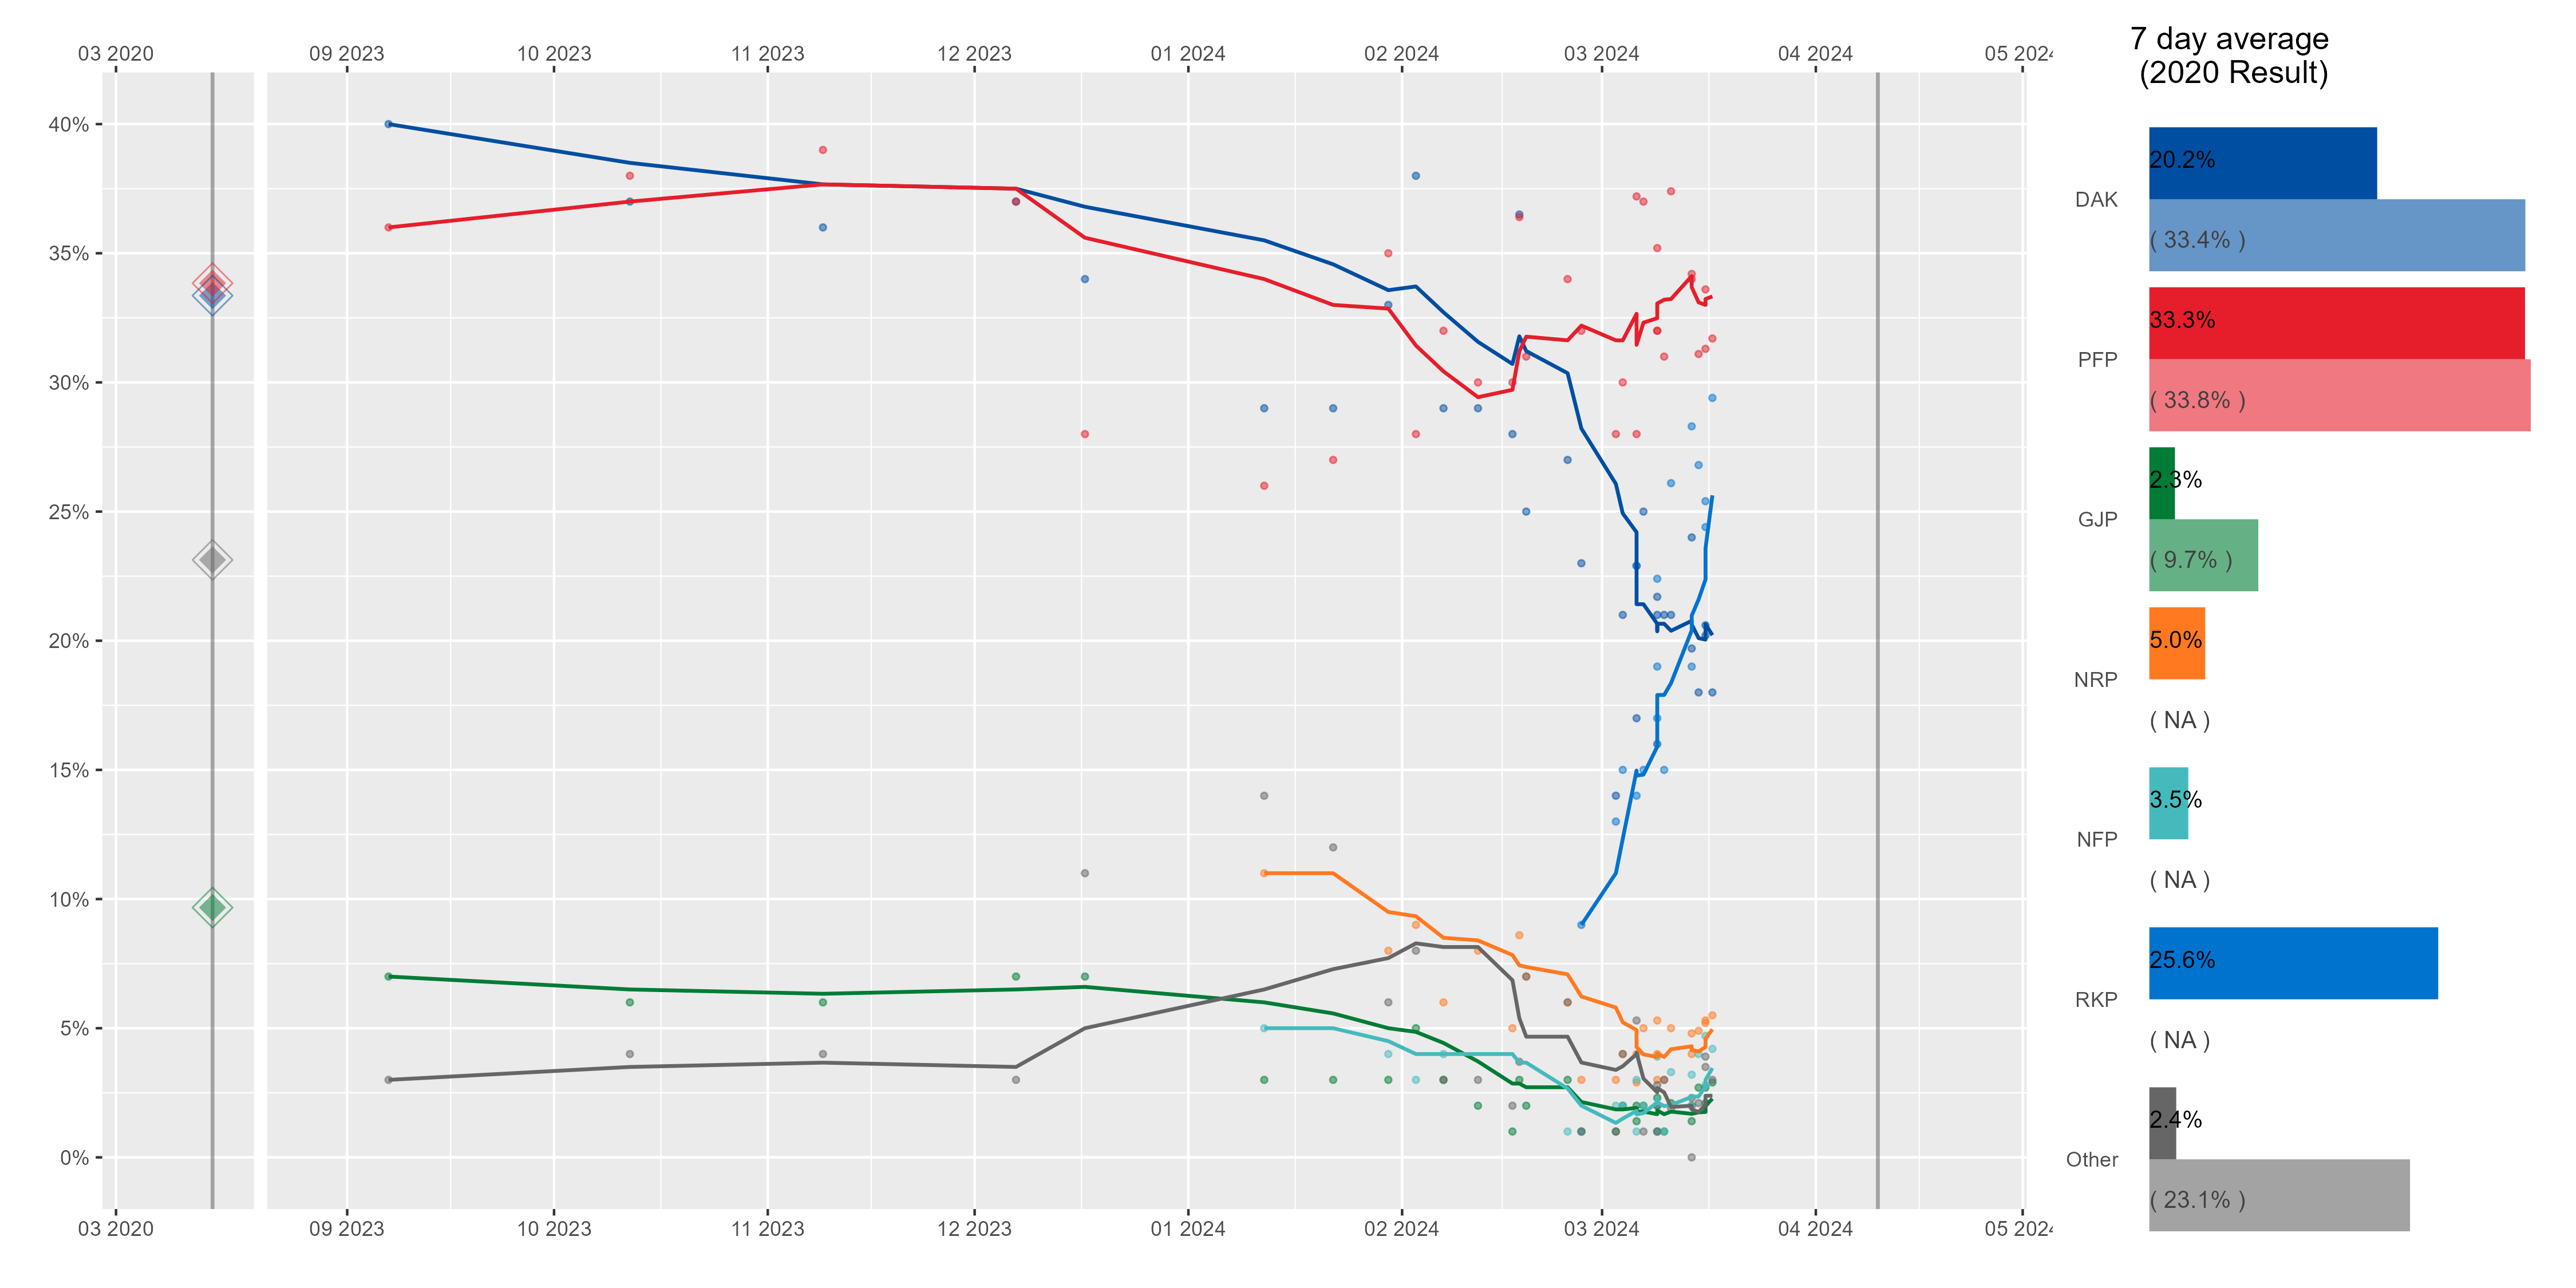 7 day average
(2020 Result)
03 2020
09 2023
10 2023
11 2023
12 2023
01 2024
02 2024
03 2024
04 2024
05 202
40%
35%
30%
25%
20%
15%
10%
5%
0%
03 2020
09 2023
10 2023
11 2023
12 2023
01 2024
02 2024
03 2024
04 2024
05 202
DAK
20.2%
( 33.4% )
PFP
33.3%
( 33.8% )
GJP
2.3%
( 9.7% )
NRP
5.0%
( NA )
NFP
3.5%
( NA )
RKP
25.6%
( NA )
Other
2.4%
( 23.1% )